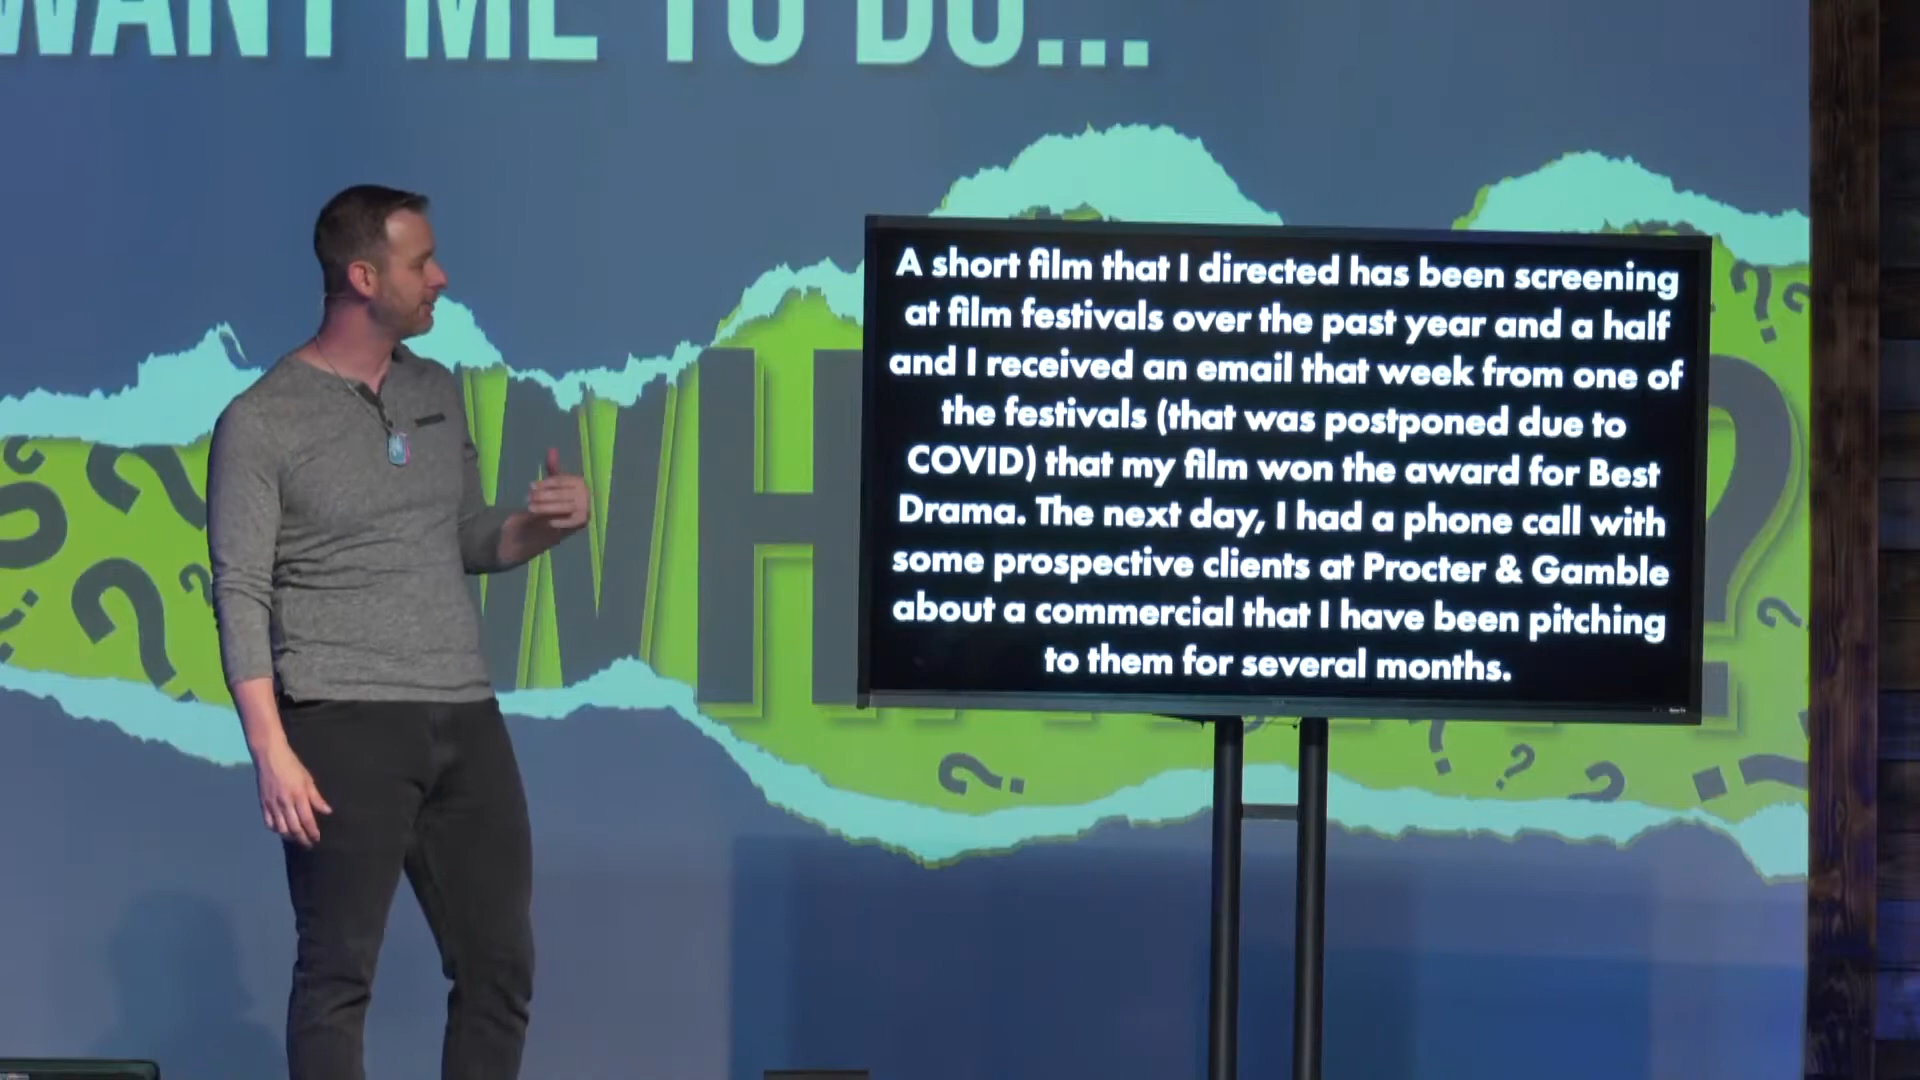 WANT ME TO DO...
A short film that I directed has been screening
at film festivals over the past year and a half
and I received an email that week from one of
the festivals (that was postponed due to
COVID) that my film won the award for Best
Drama. The next day, I had a phone call with
some prospective clients at Procter & Gamble
about a commercial that I have been pitching
to them for several months.
WH ?